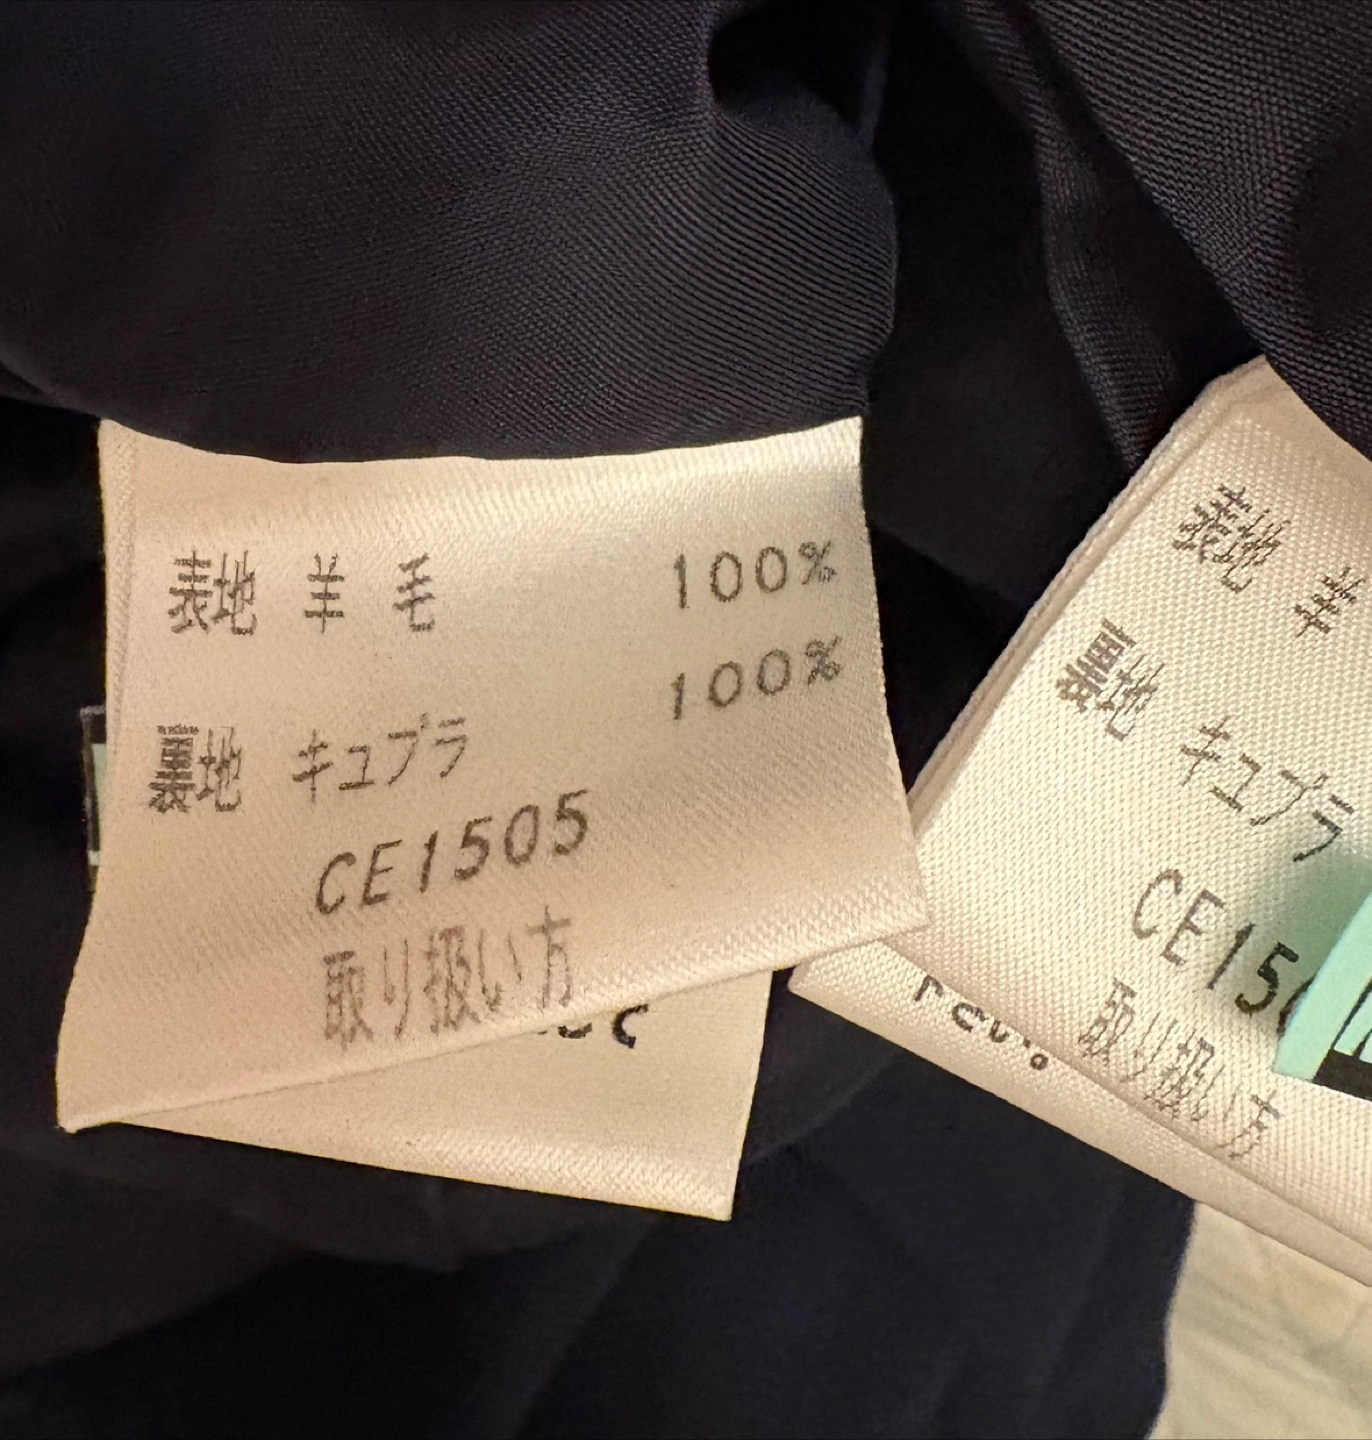 表地 羊 毛 100%
100%
裏地 キュプラ
CE1505
取り扱い方
表地 羊
裏地 キュプラ
CE15
取り扱い方